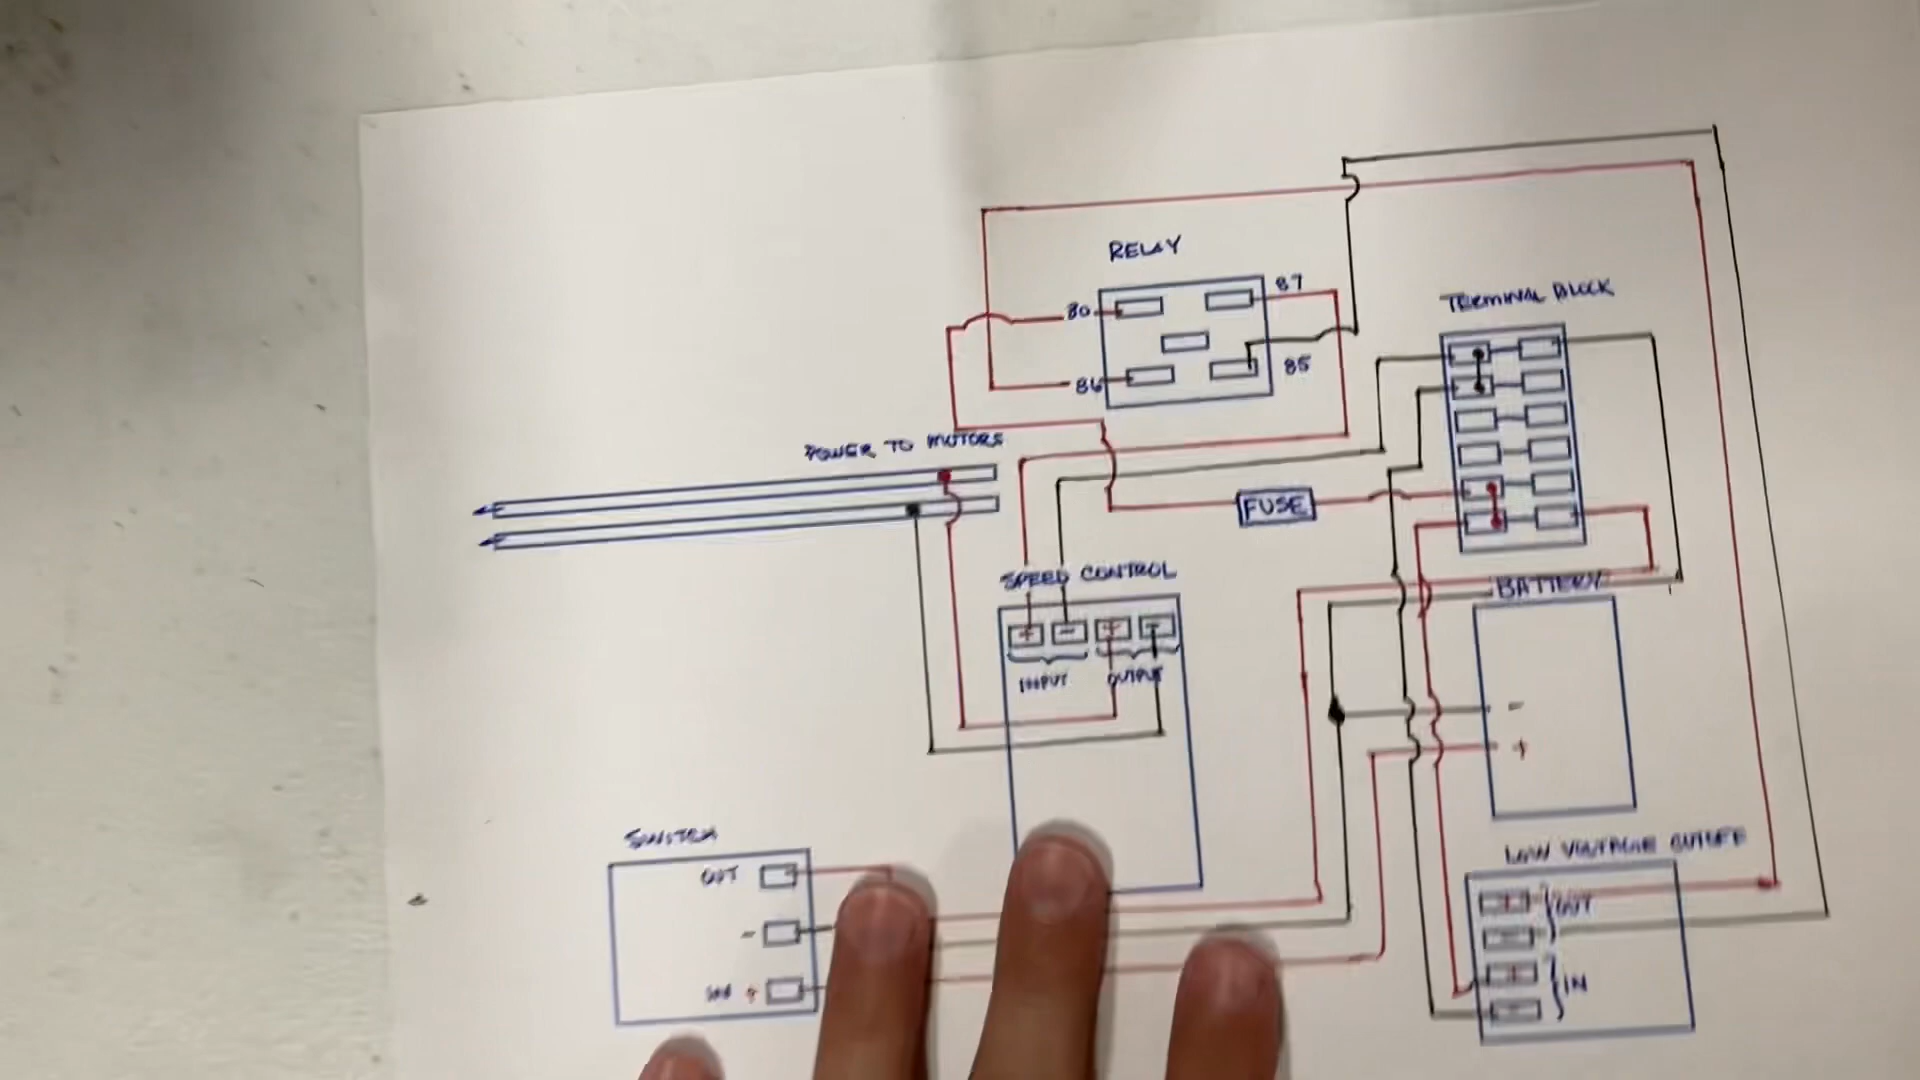 RELAY
87
80
86
85
TERMINAL BLOCK
POWER TO MOTORS
FUSE
SPEED CONTROL
+ - + -
INPUT OUTPUT
BATTERY
-
+
SWITCH
OUT
-
+
LOW VOLTAGE CUTOFF
OUT
IN